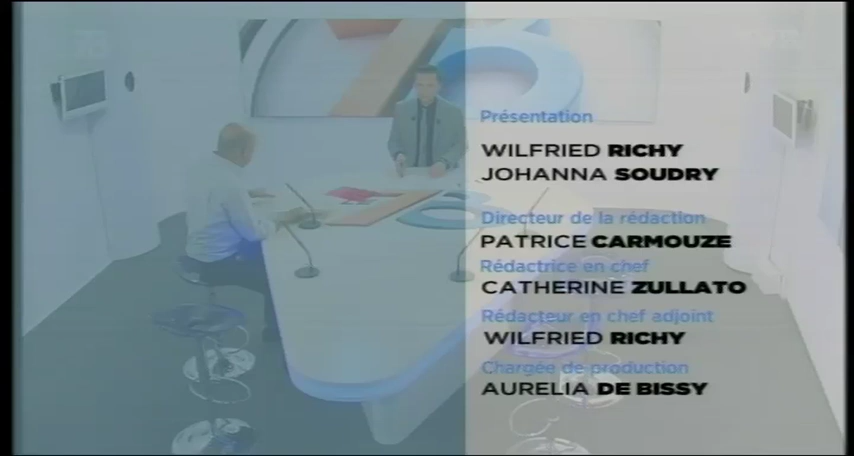 Présentation
WILFRIED RICHY
JOHANNA SOUDRY
Directeur de la rédaction
PATRICE CARMOUZE
Rédactrice en chef
CATHERINE ZULLATO
Rédacteur en chef adjoint
WILFRIED RICHY
Chargée de production
AURELIA DE BISSY